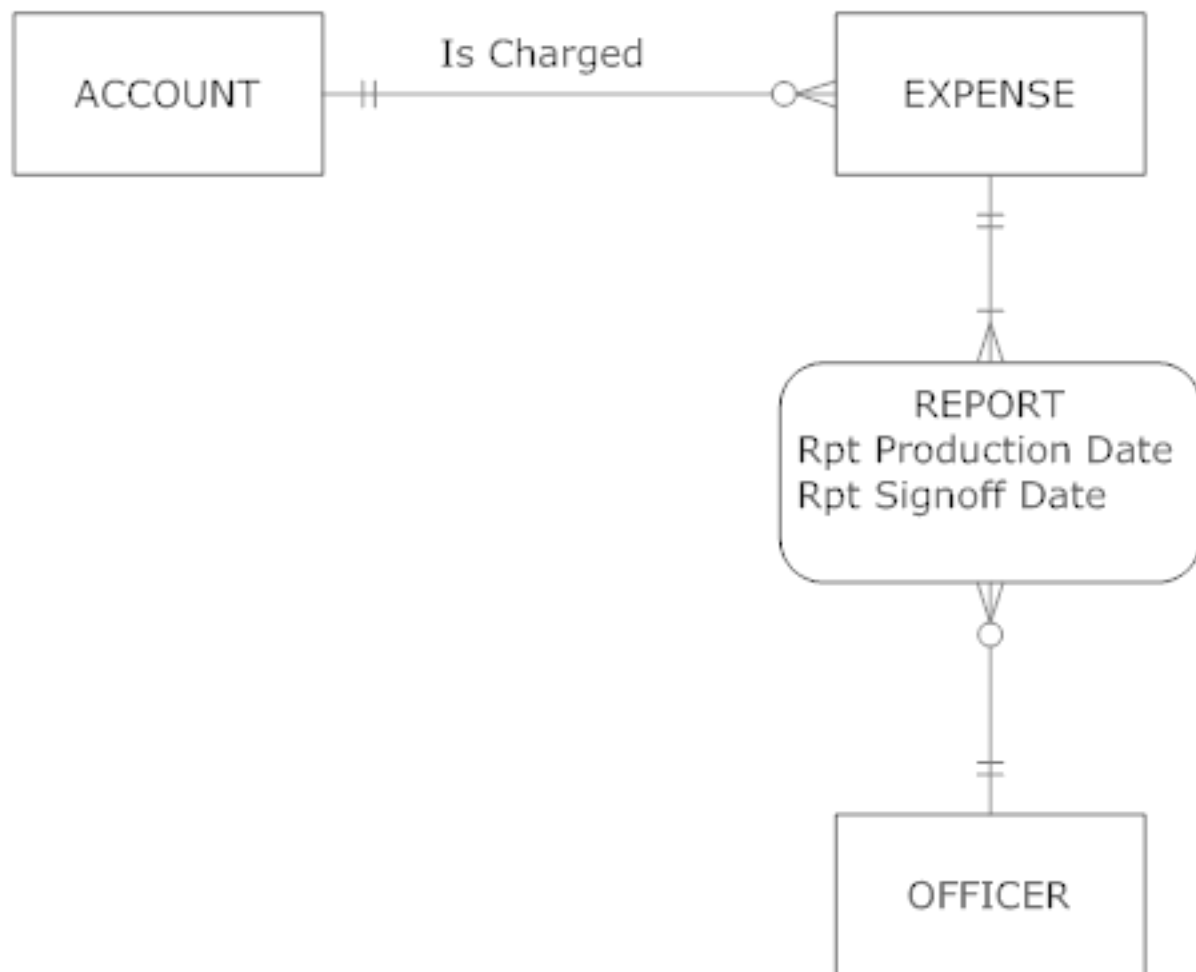 Is Charged
ACCOUNT
EXPENSE
REPORT
Rpt Production Date
Rpt Signoff Date
OFFICER